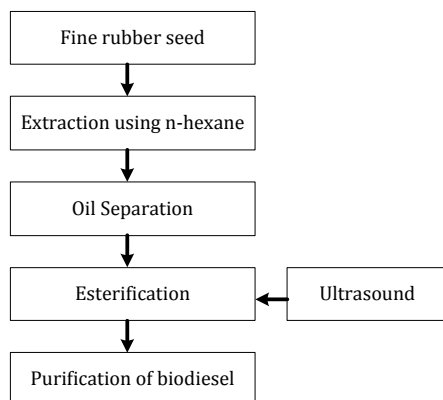 Fine rubber seed
Extraction using n-hexane
Oil Separation
Esterification
Ultrasound
Purification of biodiesel